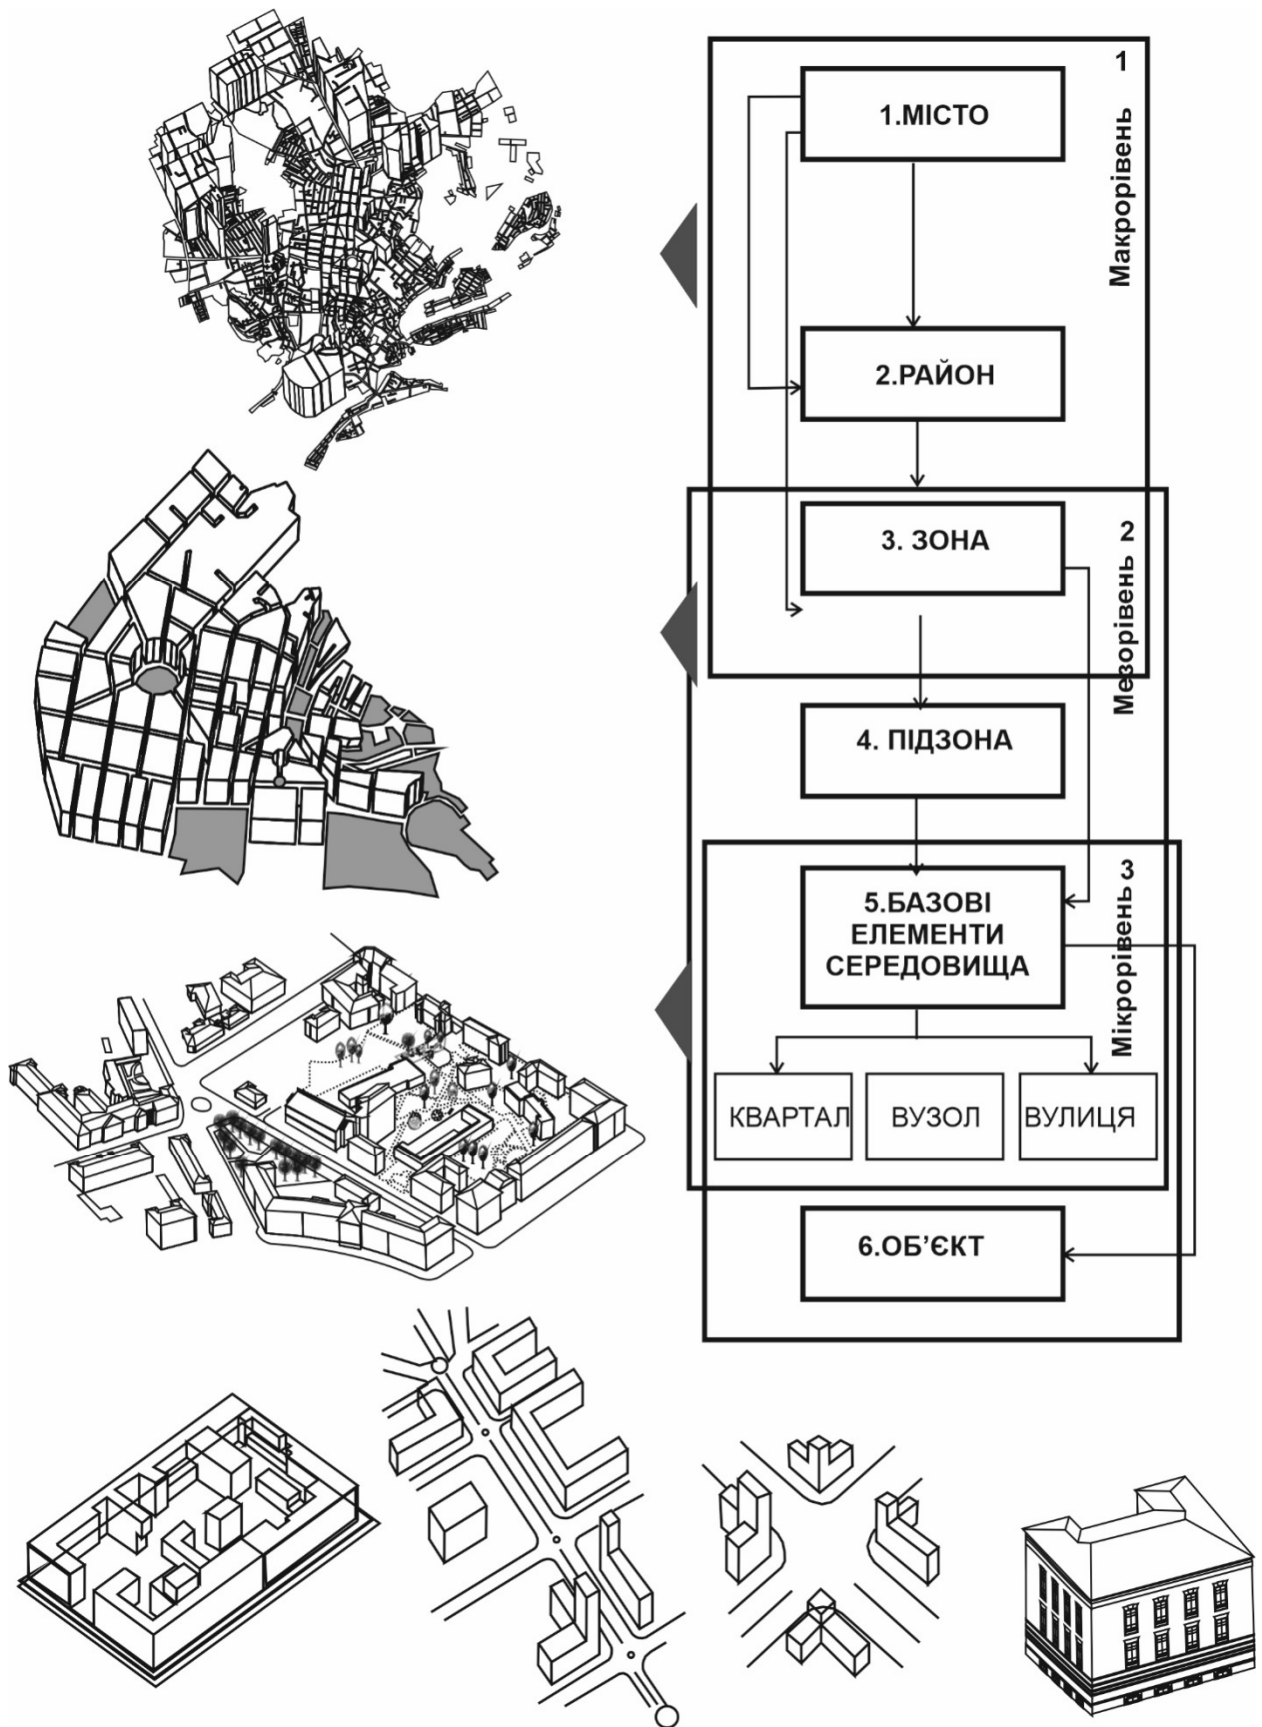 1
Макрорівень
1.МІСТО
2.РАЙОН
2
Мезорівень
3. ЗОНА
4. ПІДЗОНА
3
Мікрорівень
5.БАЗОВІ
ЕЛЕМЕНТИ
СЕРЕДОВИЩА
КВАРТАЛ
ВУЗОЛ
ВУЛИЦЯ
6.ОБ’ЄКТ